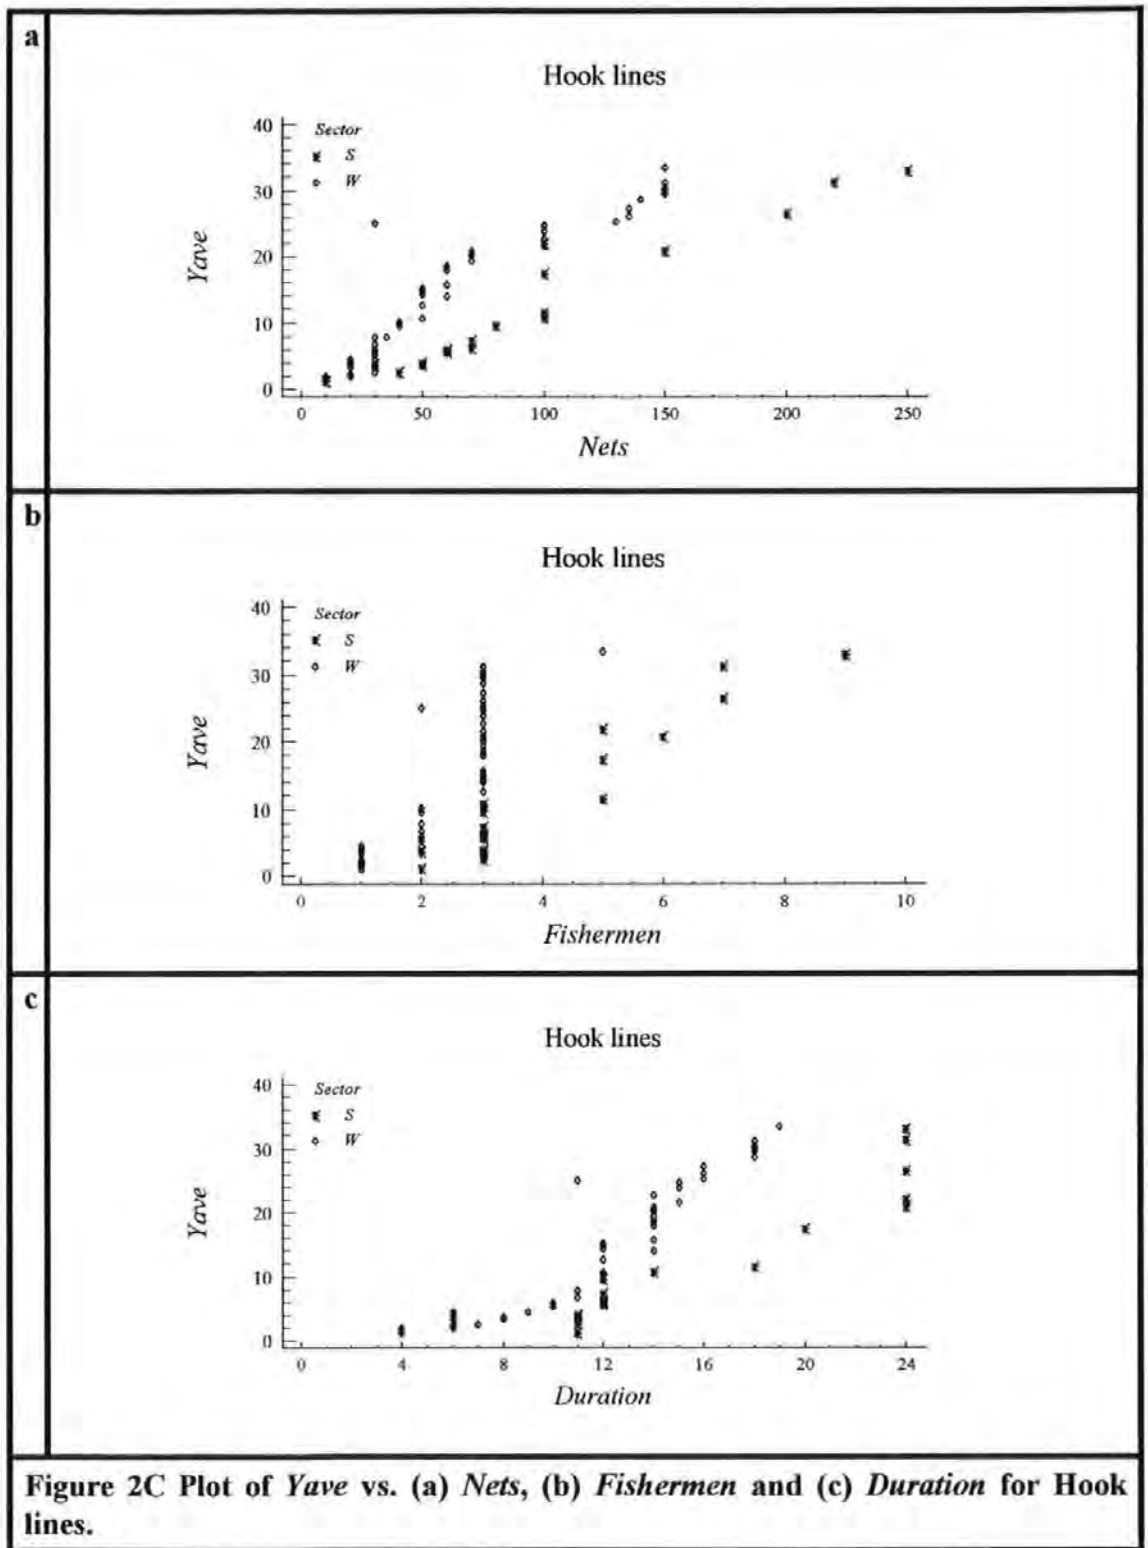 a
Hook lines
Sector
S
W
40
30
20
10
0
Yave
0 50 100 150 200 250
Nets
b
Hook lines
Sector
S
W
40
30
20
10
0
Yave
0 2 4 6 8 10
Fishermen
c
Hook lines
Sector
S
W
40
30
20
10
0
Yave
0 4 8 12 16 20 24
Duration
Figure 2C Plot of Yave vs. (a) Nets, (b) Fishermen and (c) Duration for Hook
lines.